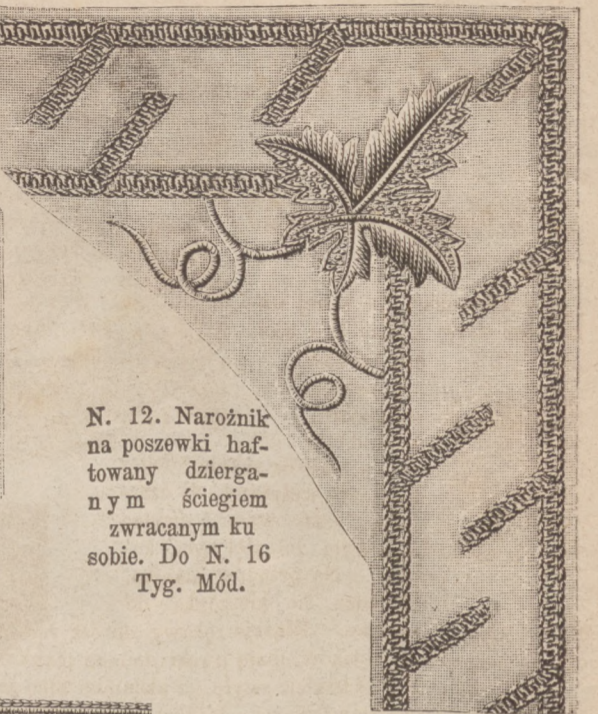 N. 12. Narożnik
na poszewki haf-
towany dzierga-
nym ściegiem
zwracanym ku
sobie. Do N. 16
Tyg. Mód.